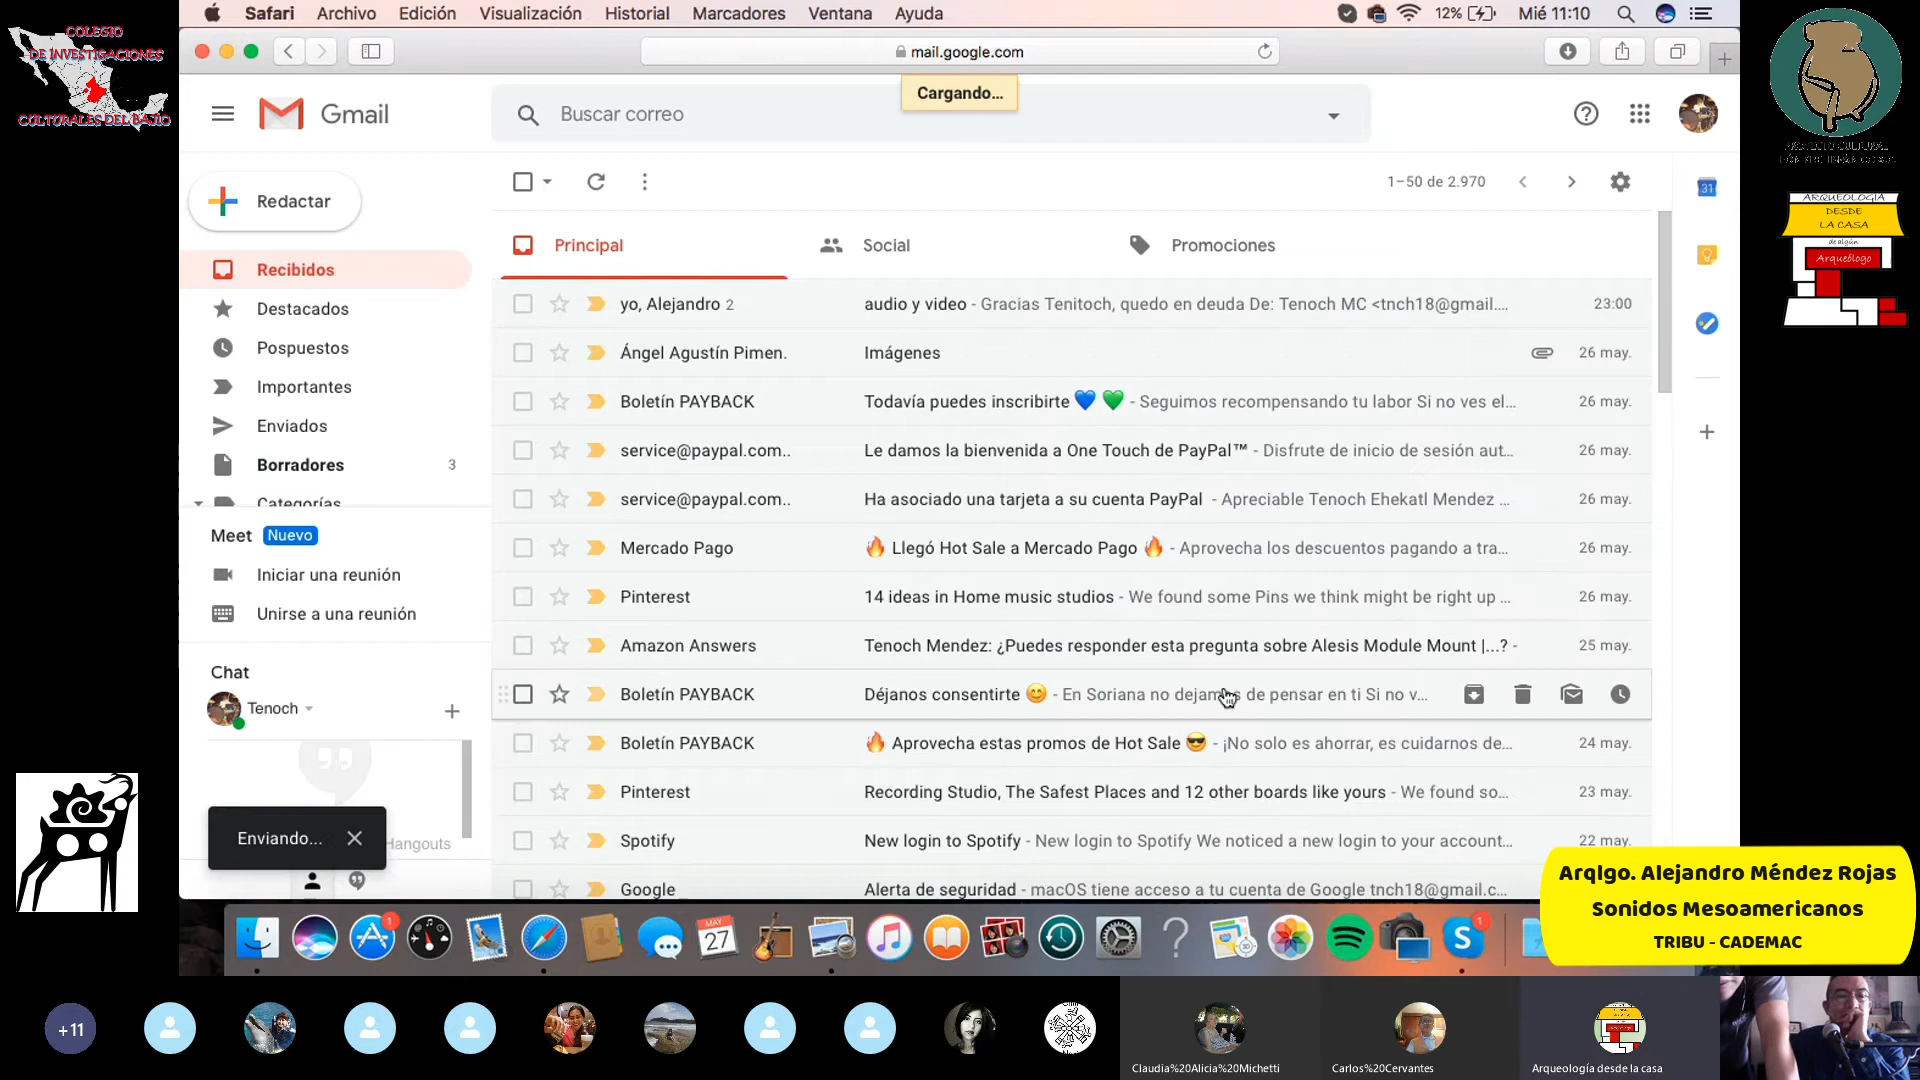 COLEGIO
DE INVESTIGACIONES
CULTURALES DEL BAJIO
Safari Archivo Edición Visualización Historial Marcadores Ventana Ayuda
12% Mié 11:10
mail.google.com
Cargando...
Gmail
Buscar correo
Redactar
1–50 de 2.970
Recibidos
Destacados
Pospuestos
Importantes
Enviados
Borradores 3
Categorías
Meet Nuevo
Iniciar una reunión
Unirse a una reunión
Chat
Tenoch
Hangouts
Enviando...
Principal Social Promociones
yo, Alejandro 2 audio y video - Gracias Tenitoch, quedo en deuda De: Tenoch MC <tnch18@gmail.... 23:00
Ángel Agustín Pimen. Imágenes 26 may.
Boletín PAYBACK Todavía puedes inscribirte 💙 💚 - Seguimos recompensando tu labor Si no ves el... 26 may.
service@paypal.com.. Le damos la bienvenida a One Touch de PayPal™ - Disfrute de inicio de sesión aut... 26 may.
service@paypal.com.. Ha asociado una tarjeta a su cuenta PayPal - Apreciable Tenoch Ehekatl Mendez ... 26 may.
Mercado Pago 🔥 Llegó Hot Sale a Mercado Pago 🔥 - Aprovecha los descuentos pagando a tra... 26 may.
Pinterest 14 ideas in Home music studios - We found some Pins we think might be right up ... 26 may.
Amazon Answers Tenoch Mendez: ¿Puedes responder esta pregunta sobre Alesis Module Mount |...? - 25 may.
Boletín PAYBACK Déjanos consentirte 😊 - En Soriana no dejamos de pensar en ti Si no v...
Boletín PAYBACK 🔥 Aprovecha estas promos de Hot Sale 😎 - ¡No solo es ahorrar, es cuidarnos de... 24 may.
Pinterest Recording Studio, The Safest Places and 12 other boards like yours - We found so... 23 may.
Spotify New login to Spotify - New login to Spotify We noticed a new login to your account... 22 may.
Google Alerta de seguridad - macOS tiene acceso a tu cuenta de Google tnch18@gmail.c...
31
ARQUEOLOGIA
DESDE
LA CASA
de algún
Arqueólogo
Arqlgo. Alejandro Méndez Rojas
Sonidos Mesoamericanos
TRIBU - CADEMAC
1
MAY
27
30
1
+11
Claudia%20Alicia%20Michetti
Carlos%20Cervantes
Arqueología desde la casa